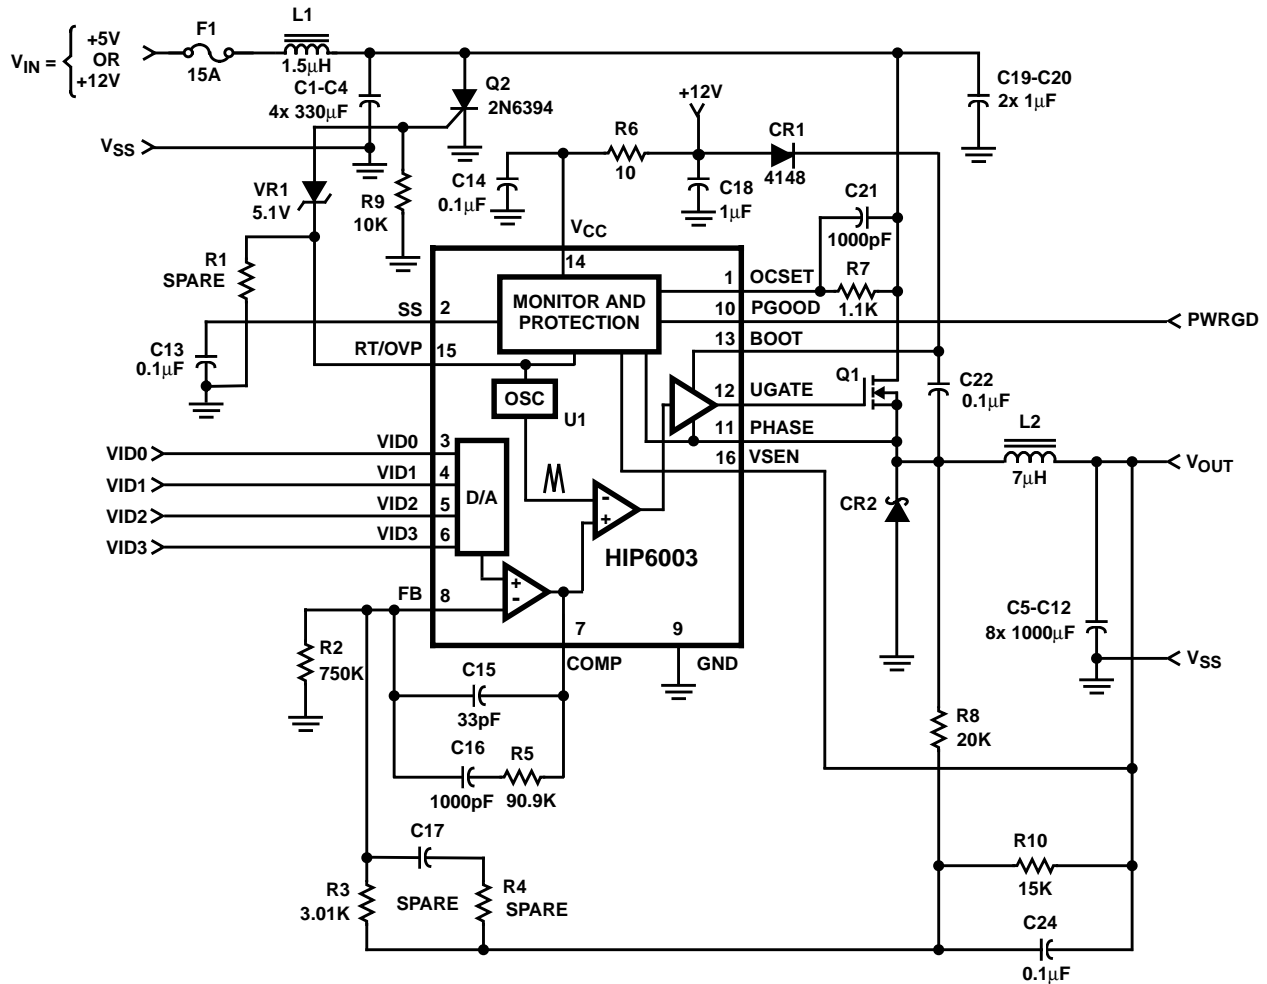 F1
L1
+5V
OR
+12V
V_IN =
15A
1.5μH
C1-C4
4x 330μF
Q2
2N6394
C19-C20
2x 1μF
+12V
V_SS
R6
10
CR1
4148
C14
0.1μF
C18
1μF
VR1
5.1V
R9
10K
C21
1000pF
V_CC
14
R1
SPARE
1
OCSET
R7
1.1K
MONITOR AND
PROTECTION
SS
2
10
PGOOD
PWRGD
13
BOOT
RT/OVP
15
C13
0.1μF
Q1
C22
0.1μF
OSC
U1
12
UGATE
11
PHASE
L2
7μH
16
VSEN
V_OUT
VID0
VID0
3
VID1
VID1
4
VID2
VID2
5
VID3
VID3
6
D/A
-
+
CR2
HIP6003
+
-
FB
8
C5-C12
8x 1000μF
7
9
R2
750K
COMP
GND
V_SS
C15
33pF
C16
1000pF
R5
90.9K
R8
20K
C17
R10
15K
R3
3.01K
SPARE
R4
SPARE
C24
0.1μF